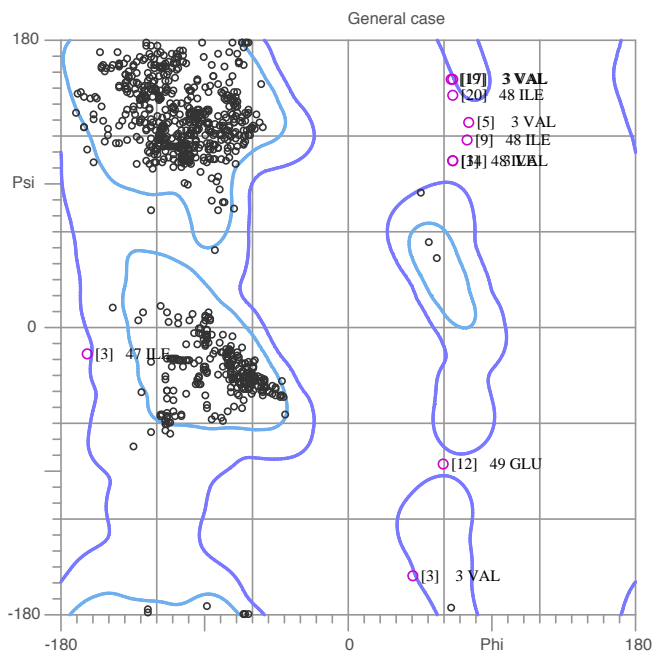 General case
180
[19] 3 VAL
[20] 48 ILE
[5] 3 VAL
[9] 48 ILE
Psi
0
[3] 47 ILE
[12] 49 GLU
[3] 3 VAL
-180
-180
0
Phi
180